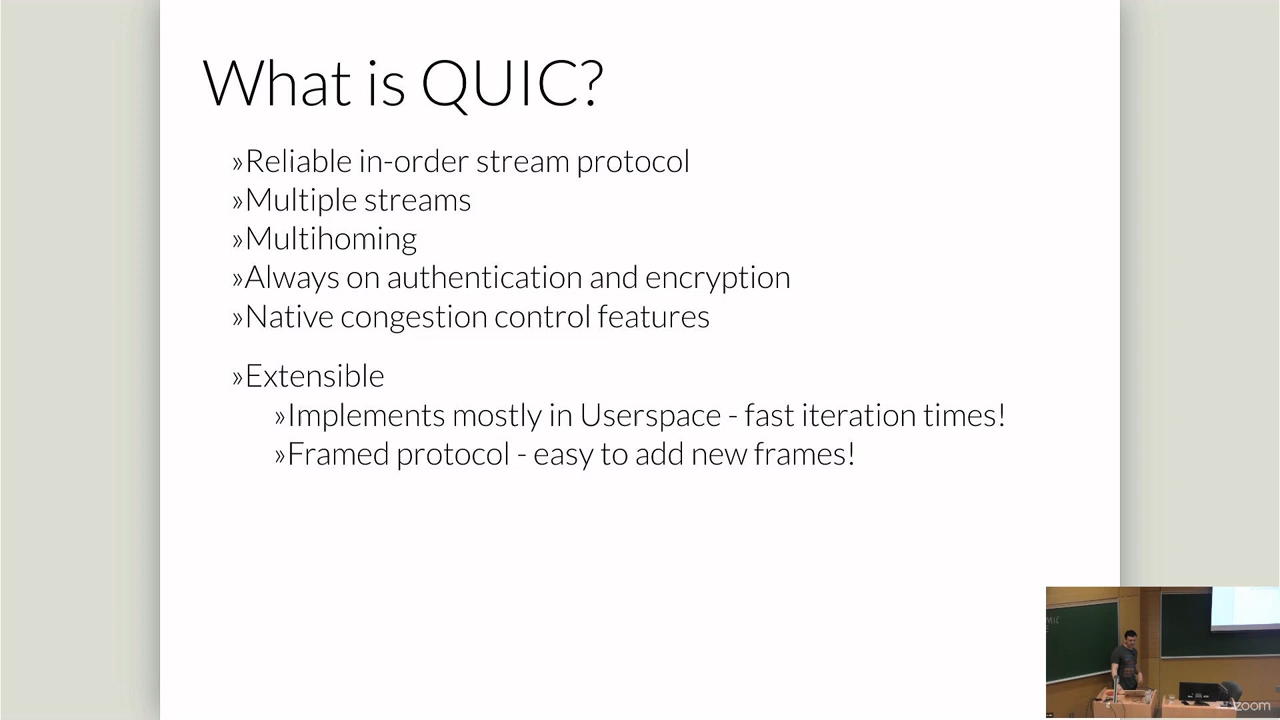 What is QUIC?
»Reliable in-order stream protocol
»Multiple streams
»Multihoming
»Always on authentication and encryption
»Native congestion control features
»Extensible
»Implements mostly in Userspace - fast iteration times!
»Framed protocol - easy to add new frames!
zoom